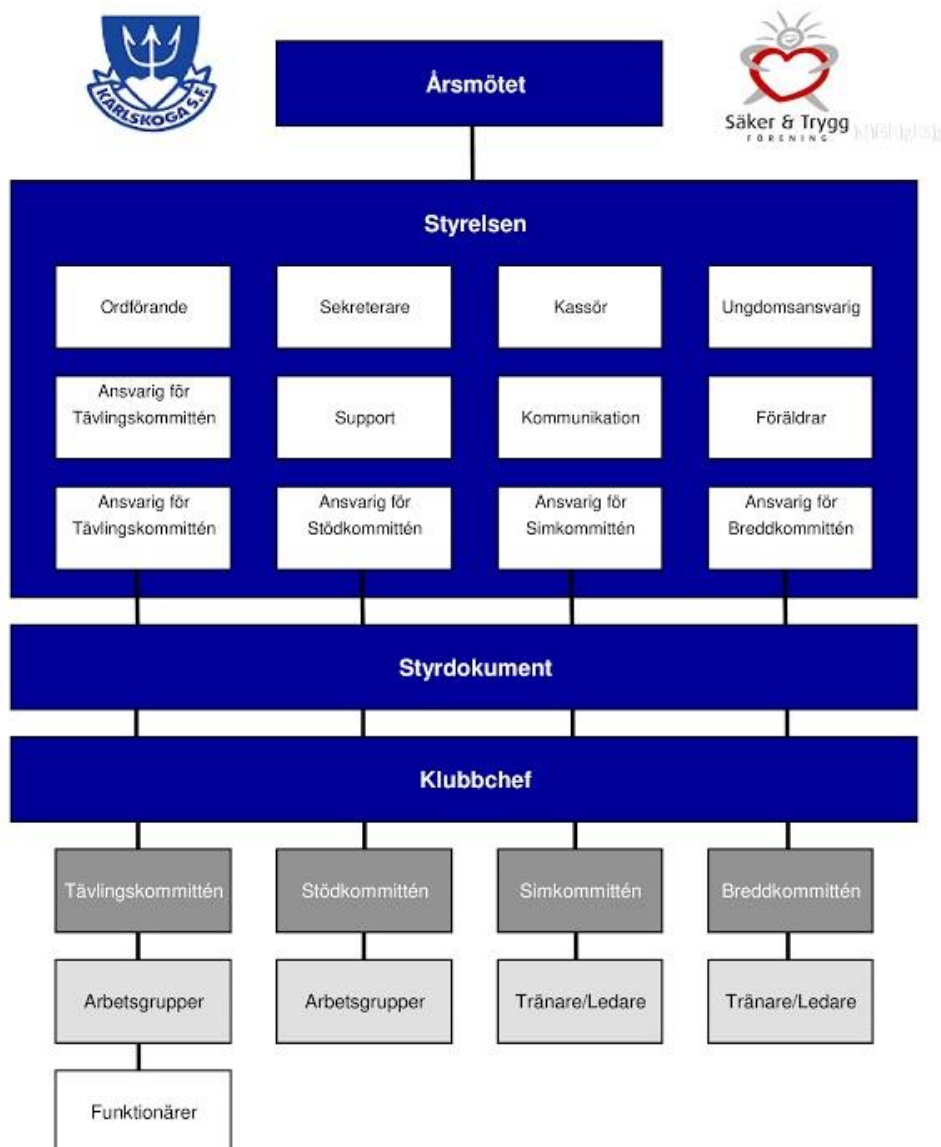 KARLSKOGA S.F.
Årsmötet
Säker & Trygg
FÖRENING
Styrelsen
Ordförande
Sekreterare
Kassör
Ungdomsansvarig
Ansvarig för
Tävlingskommittén
Support
Kommunikation
Föräldrar
Ansvarig för
Tävlingskommittén
Ansvarig för
Stödkommittén
Ansvarig för
Simkommittén
Ansvarig för
Breddkommittén
Styrdokument
Klubbchef
Tävlingskommittén
Stödkommittén
Simkommittén
Breddkommittén
Arbetsgrupper
Arbetsgrupper
Tränare/Ledare
Tränare/Ledare
Funktionärer